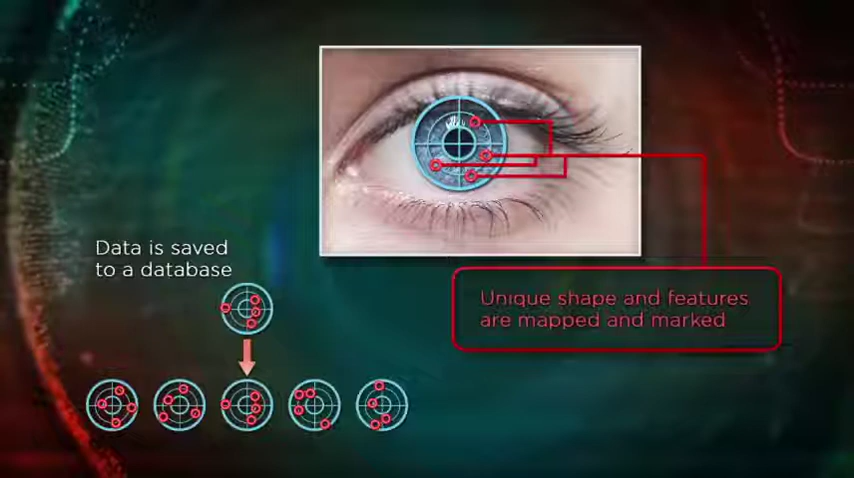 Data is saved
to a database
Unique shape and features
are mapped and marked